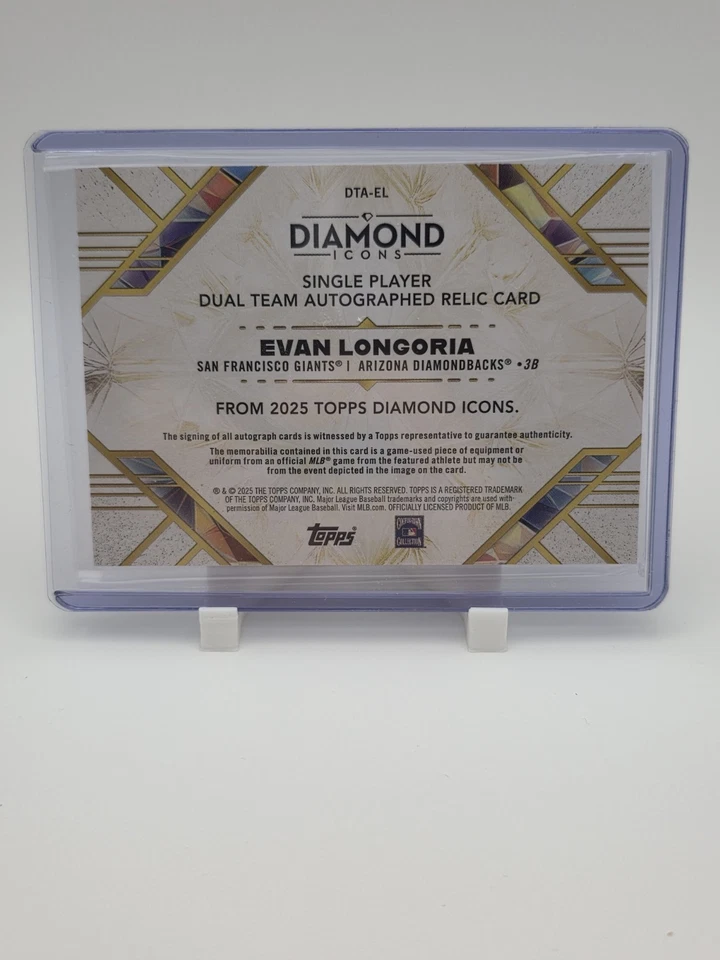 DTA-EL
DIAMOND
ICONS
SINGLE PLAYER
DUAL TEAM AUTOGRAPHED RELIC CARD
EVAN LONGORIA
SAN FRANCISCO GIANTS® | ARIZONA DIAMONDBACKS® • 3B
FROM 2025 TOPPS DIAMOND ICONS.
The signing of all autograph cards is witnessed by a Topps representative to guarantee authenticity.
The memorabilia contained in this card is a game-used piece of equipment or
uniform from an official MLB® game from the featured athlete but may not be
from the event depicted in the image on the card.
® & © 2025 THE TOPPS COMPANY, INC. ALL RIGHTS RESERVED. TOPPS IS A REGISTERED TRADEMARK
OF THE TOPPS COMPANY, INC. Major League Baseball trademarks and copyrights are used with
permission of Major League Baseball. Visit MLB.com. OFFICIALLY LICENSED PRODUCT OF MLB.
Topps®
COOPERSTOWN
COLLECTION